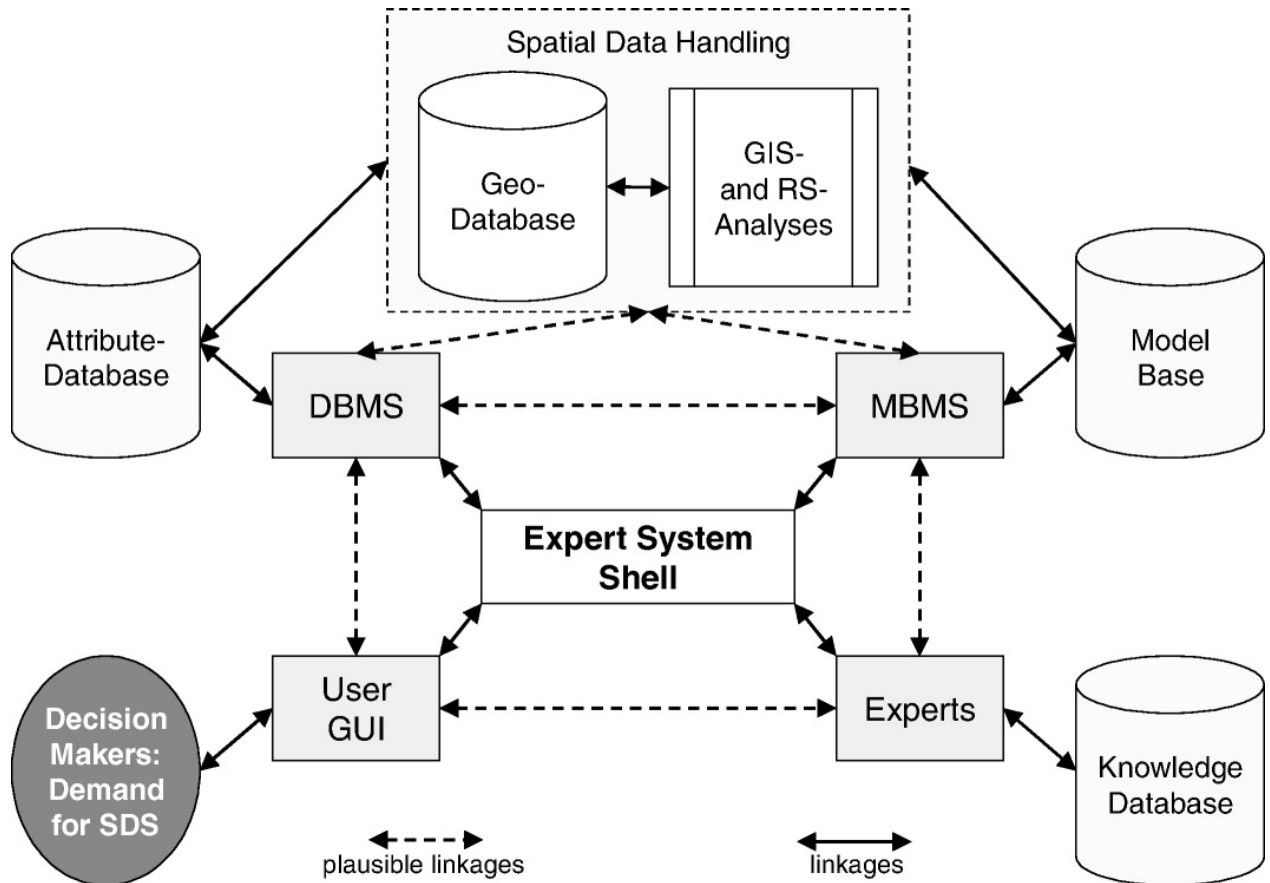 Spatial Data Handling
Geo-
Database
GIS-
and RS-
Analyses
Attribute-
Database
Model
Base
DBMS
MBMS
Expert System
Shell
User
GUI
Experts
Decision
Makers:
Demand
for SDS
Knowledge
Database
plausible linkages
linkages